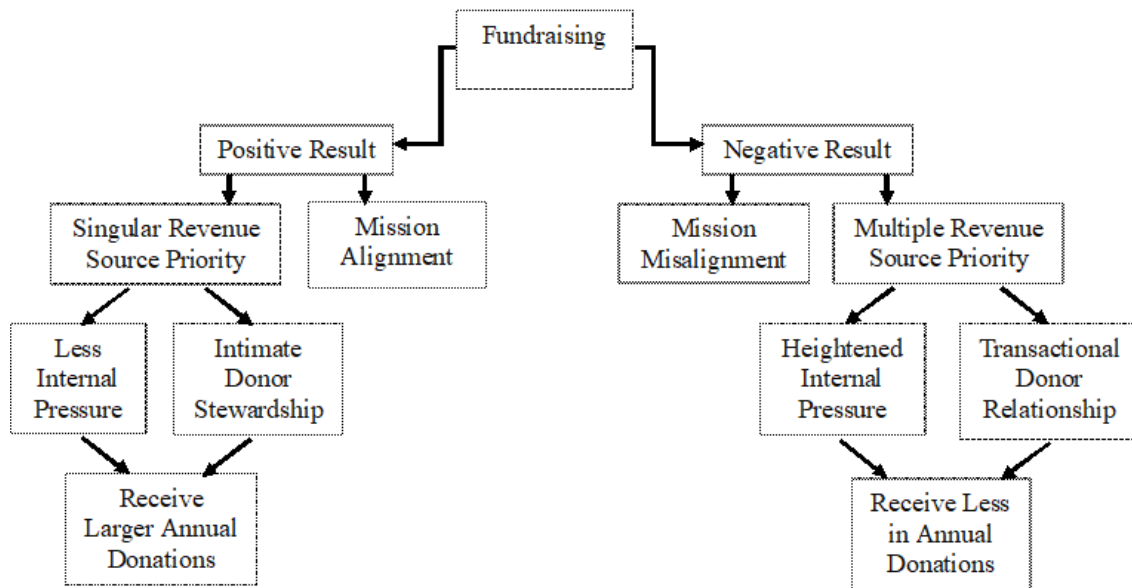 Fundraising
Positive Result
Negative Result
Singular Revenue
Source Priority
Mission
Alignment
Mission
Misalignment
Multiple Revenue
Source Priority
Less
Internal
Pressure
Intimate
Donor
Stewardship
Heightened
Internal
Pressure
Transactional
Donor
Relationship
Receive
Larger Annual
Donations
Receive Less
in Annual
Donations